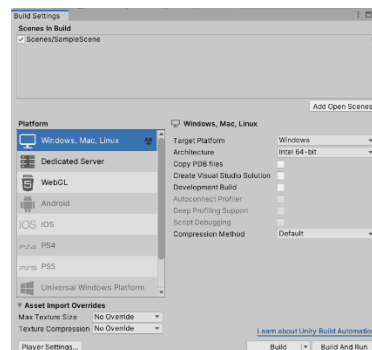 Build Settings
Scenes In Build
Scenes/SampleScene
Add Open Scenes
Platform
Windows, Mac, Linux
Dedicated Server
WebGL
Android
iOS iOS
PS4 PS4
PS5 PS5
Universal Windows Platform
Windows, Mac, Linux
Target Platform Windows
Architecture Intel 64-bit
Copy PDB files
Create Visual Studio Solution
Development Build
Autoconnect Profiler
Deep Profiling Support
Script Debugging
Compression Method Default
Asset Import Overrides
Max Texture Size No Override
Texture Compression No Override
Learn about Unity Build Automation
Player Settings...
Build Build And Run